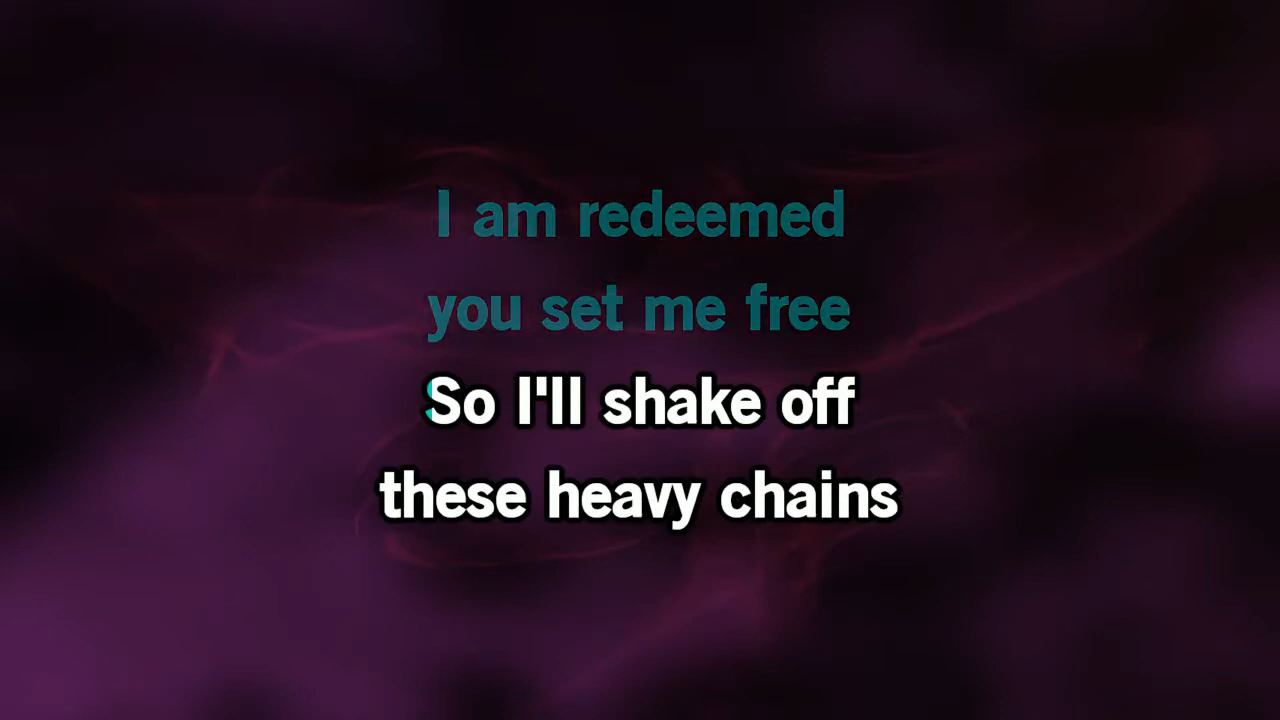 I am redeemed
you set me free
So I'll shake off
these heavy chains